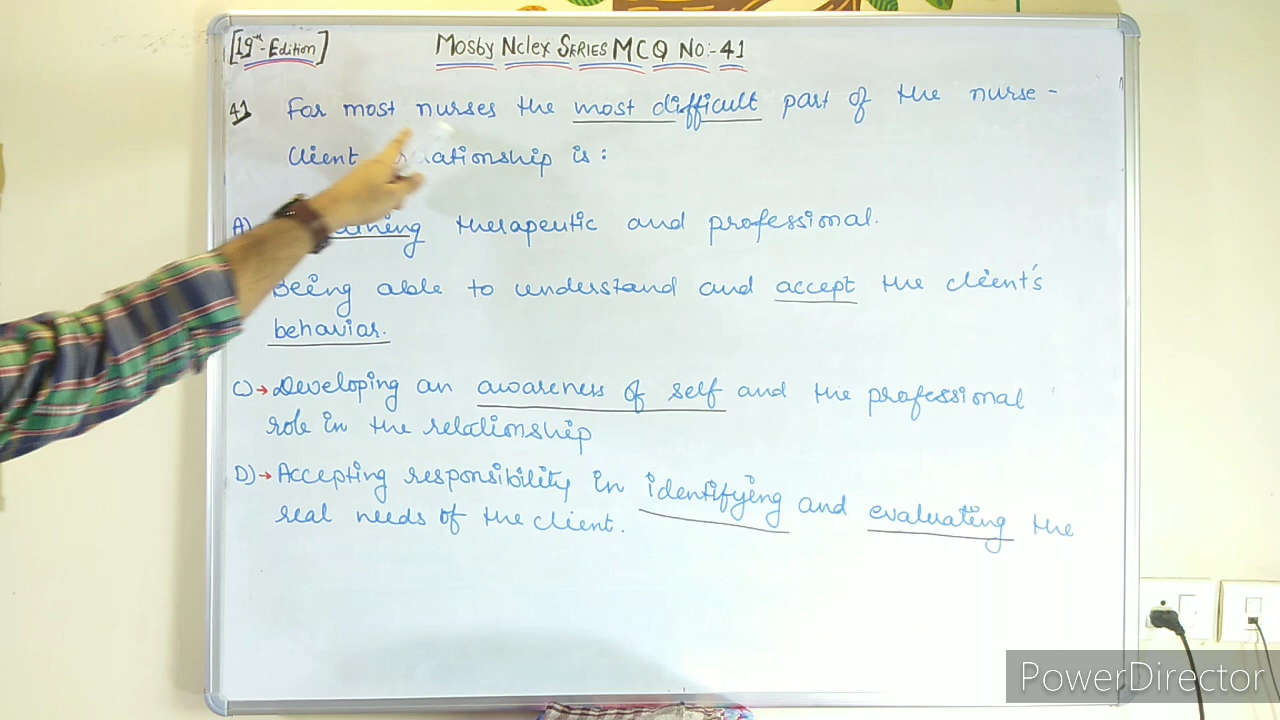 [19th-Edition] Mosby Nclex Series MCQ No:- 41
41 For most nurses the most difficult part of the nurse-
Client relationship is:
A) therapeutic and professional.
Being able to understand and accept the client's
behavior.
C)→ Developing an awareness of self and the professional
role in the relationship
D)→ Accepting responsibility in identifying and evaluating the
real needs of the client.
PowerDirector